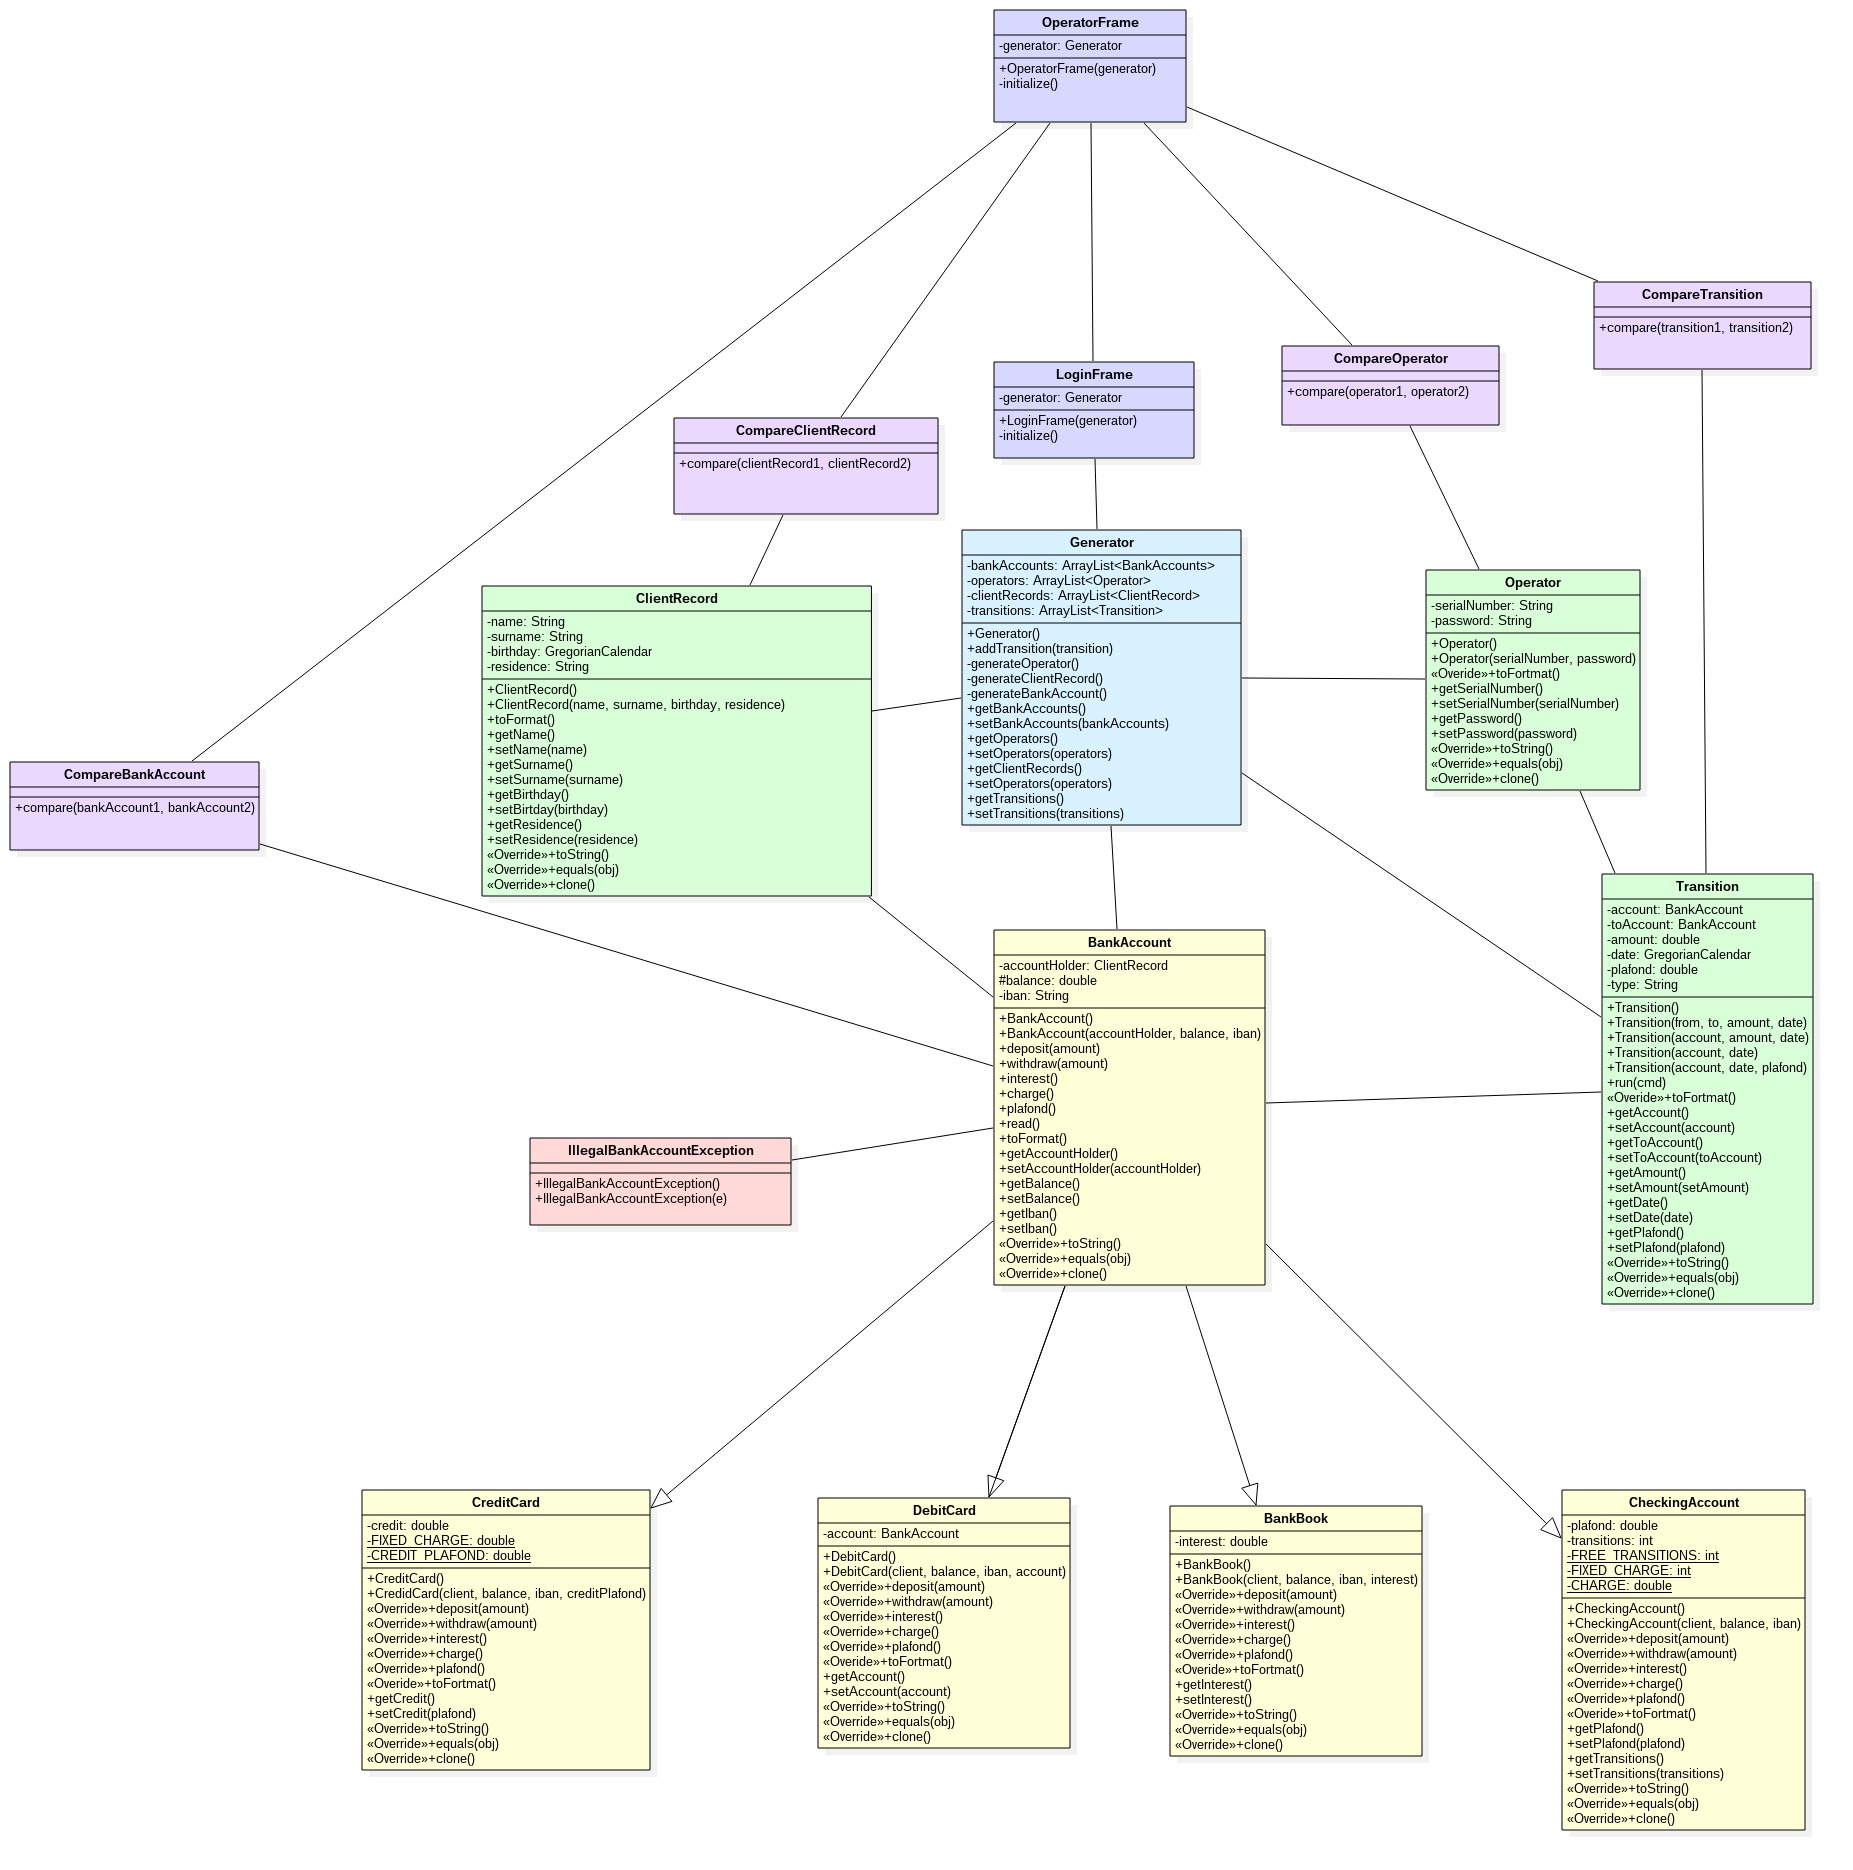 OperatorFrame
-generator: Generator
+OperatorFrame(generator)
-initialize()
CompareTransition
+compare(transition1, transition2)
CompareOperator
+compare(operator1, operator2)
LoginFrame
-generator: Generator
+LoginFrame(generator)
-initialize()
CompareClientRecord
+compare(clientRecord1, clientRecord2)
Generator
-bankAccounts: ArrayList<BankAccounts>
-operators: ArrayList<Operator>
-clientRecords: ArrayList<ClientRecord>
-transitions: ArrayList<Transition>
+Generator()
+addTransition(transition)
-generateOperator()
-generateClientRecord()
-generateBankAccount()
+getBankAccounts()
+setBankAccounts(bankAccounts)
+getOperators()
+setOperators(operators)
+getClientRecords()
+setOperators(operators)
+getTransitions()
+setTransitions(transitions)
Operator
-serialNumber: String
-password: String
+Operator()
+Operator(serialNumber, password)
«Overide»+toFortmat()
+getSerialNumber()
+setSerialNumber(serialNumber)
+getPassword()
+setPassword(password)
«Override»+toString()
«Override»+equals(obj)
«Override»+clone()
ClientRecord
-name: String
-surname: String
-birthday: GregorianCalendar
-residence: String
+ClientRecord()
+ClientRecord(name, surname, birthday, residence)
+toFormat()
+getName()
+setName(name)
+getSurname()
+setSurname(surname)
+getBirthday()
+setBirtday(birthday)
+getResidence()
+setResidence(residence)
«Override»+toString()
«Override»+equals(obj)
«Override»+clone()
CompareBankAccount
+compare(bankAccount1, bankAccount2)
Transition
-account: BankAccount
-toAccount: BankAccount
-amount: double
-date: GregorianCalendar
-plafond: double
-type: String
+Transition()
+Transition(from, to, amount, date)
+Transition(account, amount, date)
+Transition(account, date)
+Transition(account, date, plafond)
+run(cmd)
«Overide»+toFortmat()
+getAccount()
+setAccount(account)
+getToAccount()
+setToAccount(toAccount)
+getAmount()
+setAmount(setAmount)
+getDate()
+setDate(date)
+getPlafond()
+setPlafond(plafond)
«Override»+toString()
«Override»+equals(obj)
«Override»+clone()
BankAccount
-accountHolder: ClientRecord
#balance: double
-iban: String
+BankAccount()
+BankAccount(accountHolder, balance, iban)
+deposit(amount)
+withdraw(amount)
+interest()
+charge()
+plafond()
+read()
+toFormat()
+getAccountHolder()
+setAccountHolder(accountHolder)
+getBalance()
+setBalance()
+getIban()
+setIban()
«Override»+toString()
«Override»+equals(obj)
«Override»+clone()
IllegalBankAccountException
+IllegalBankAccountException()
+IllegalBankAccountException(e)
CreditCard
-credit: double
-FIXED_CHARGE: double
-CREDIT_PLAFOND: double
+CreditCard()
+CredidCard(client, balance, iban, creditPlafond)
«Override»+deposit(amount)
«Override»+withdraw(amount)
«Override»+interest()
«Override»+charge()
«Override»+plafond()
«Overide»+toFortmat()
+getCredit()
+setCredit(plafond)
«Override»+toString()
«Override»+equals(obj)
«Override»+clone()
DebitCard
-account: BankAccount
+DebitCard()
+DebitCard(client, balance, iban, account)
«Override»+deposit(amount)
«Override»+withdraw(amount)
«Override»+interest()
«Override»+charge()
«Override»+plafond()
«Overide»+toFortmat()
+getAccount()
+setAccount(account)
«Override»+toString()
«Override»+equals(obj)
«Override»+clone()
BankBook
-interest: double
+BankBook()
+BankBook(client, balance, iban, interest)
«Override»+deposit(amount)
«Override»+withdraw(amount)
«Override»+interest()
«Override»+charge()
«Override»+plafond()
«Overide»+toFortmat()
+getInterest()
+setInterest()
«Override»+toString()
«Override»+equals(obj)
«Override»+clone()
CheckingAccount
-plafond: double
-transitions: int
-FREE_TRANSITIONS: int
-FIXED_CHARGE: int
-CHARGE: double
+CheckingAccount()
+CheckingAccount(client, balance, iban)
«Override»+deposit(amount)
«Override»+withdraw(amount)
«Override»+interest()
«Override»+charge()
«Override»+plafond()
«Overide»+toFortmat()
+getPlafond()
+setPlafond(plafond)
+getTransitions()
+setTransitions(transitions)
«Override»+toString()
«Override»+equals(obj)
«Override»+clone()